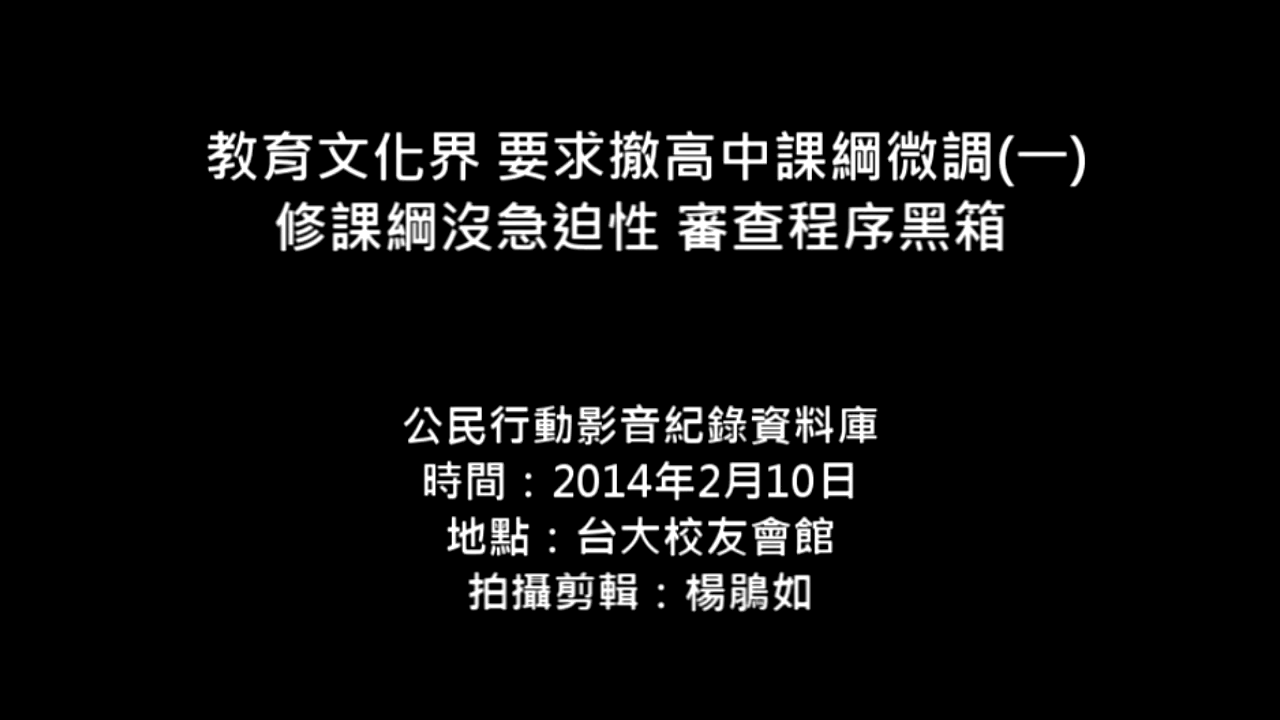 教育文化界 要求撤高中課綱微調(一)
修課綱沒急迫性 審查程序黑箱
公民行動影音紀錄資料庫
時間：2014年2月10日
地點：台大校友會館
拍攝剪輯：楊鵑如